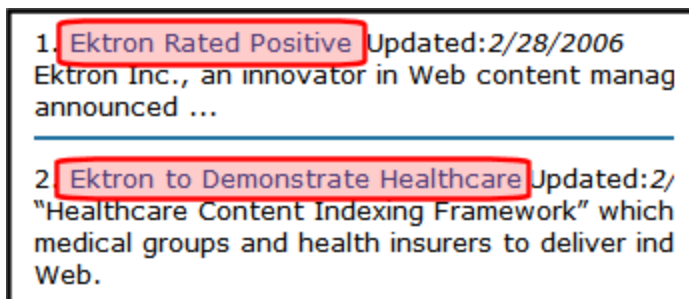 1. Ektron Rated Positive Updated:2/28/2006
Ektron Inc., an innovator in Web content manag
announced ...
2. Ektron to Demonstrate Healthcare Updated:2/
“Healthcare Content Indexing Framework” which
medical groups and health insurers to deliver ind
Web.